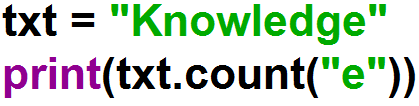 txt = "Knowledge"
print(txt.count("e"))